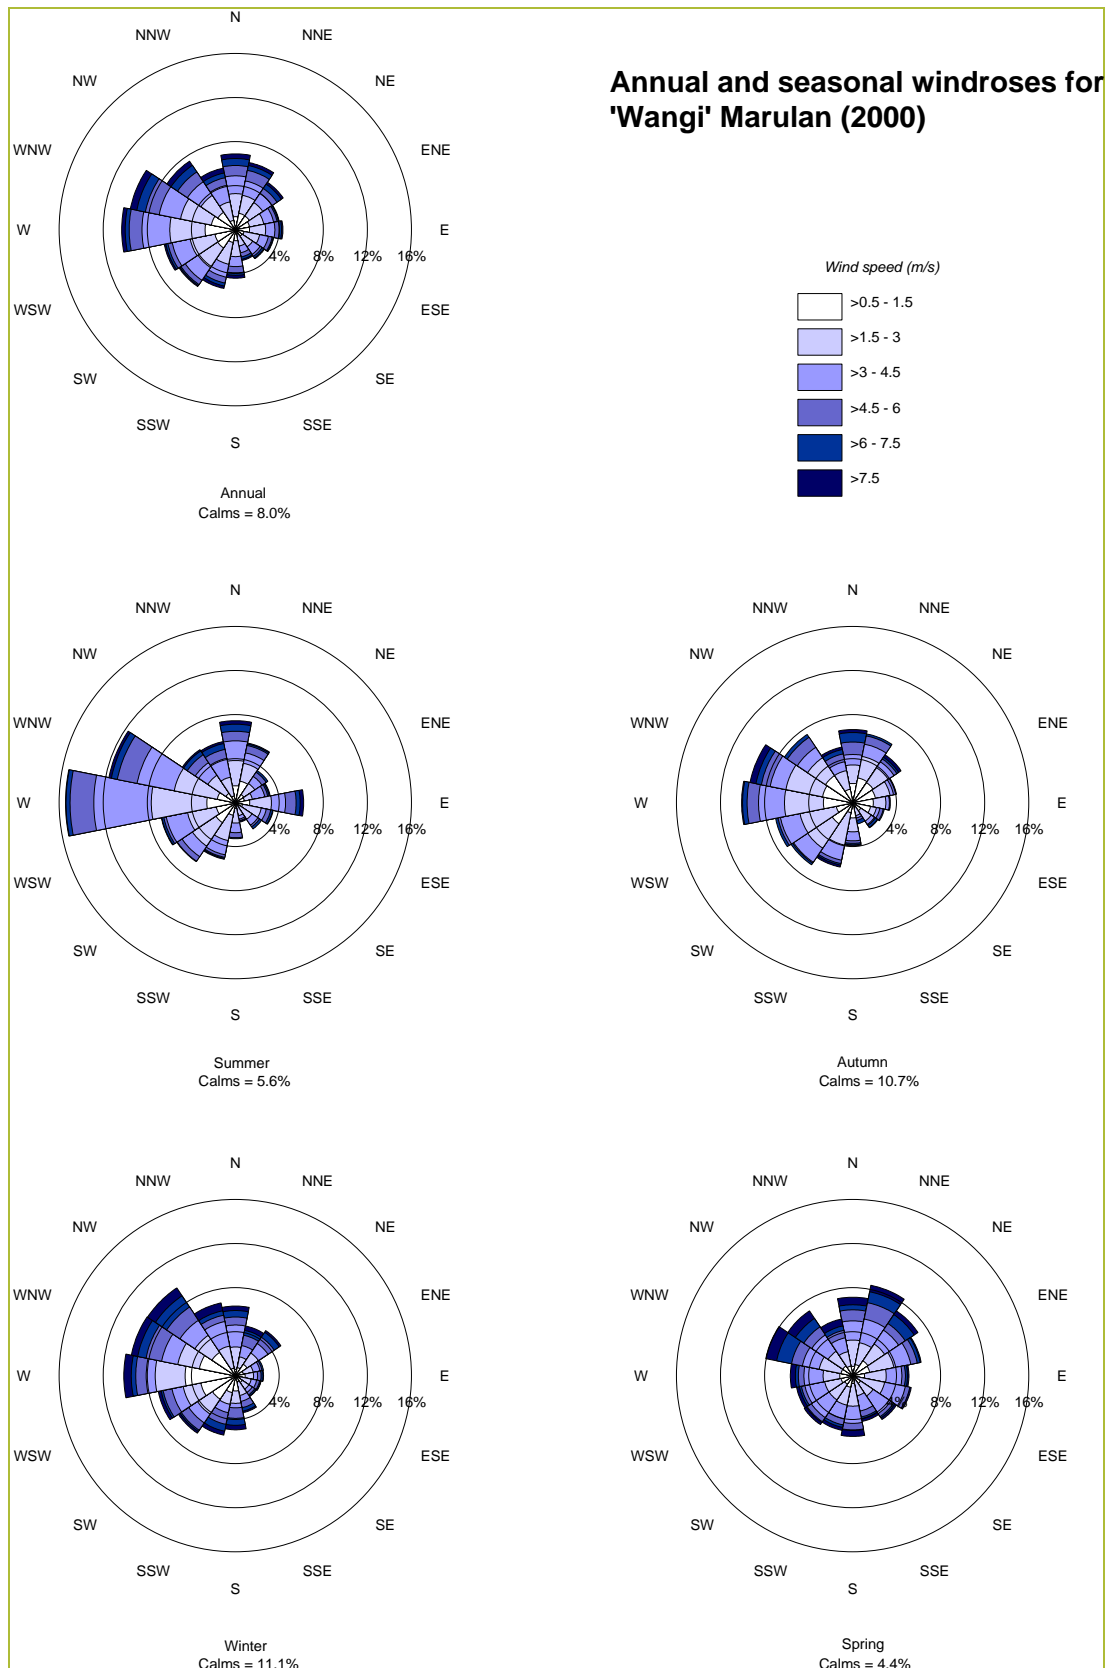 Annual and seasonal windroses for
'Wangi' Marulan (2000)
N
NNW
NNE
NW
NE
WNW
ENE
W
E
4%
8%
12%
16%
WSW
ESE
SW
SE
SSW
SSE
S
Annual
Calms = 8.0%
Wind speed (m/s)
>0.5 - 1.5
>1.5 - 3
>3 - 4.5
>4.5 - 6
>6 - 7.5
>7.5
N
NNW
NNE
NW
NE
WNW
ENE
W
E
4%
8%
12%
16%
WSW
ESE
SW
SE
SSW
SSE
S
Summer
Calms = 5.6%
N
NNW
NNE
NW
NE
WNW
ENE
W
E
4%
8%
12%
16%
WSW
ESE
SW
SE
SSW
SSE
S
Autumn
Calms = 10.7%
N
NNW
NNE
NW
NE
WNW
ENE
W
E
4%
8%
12%
16%
WSW
ESE
SW
SE
SSW
SSE
S
Winter
Calms = 11.1%
N
NNW
NNE
NW
NE
WNW
ENE
W
E
4%
8%
12%
16%
WSW
ESE
SW
SE
SSW
SSE
S
Spring
Calms = 4.4%